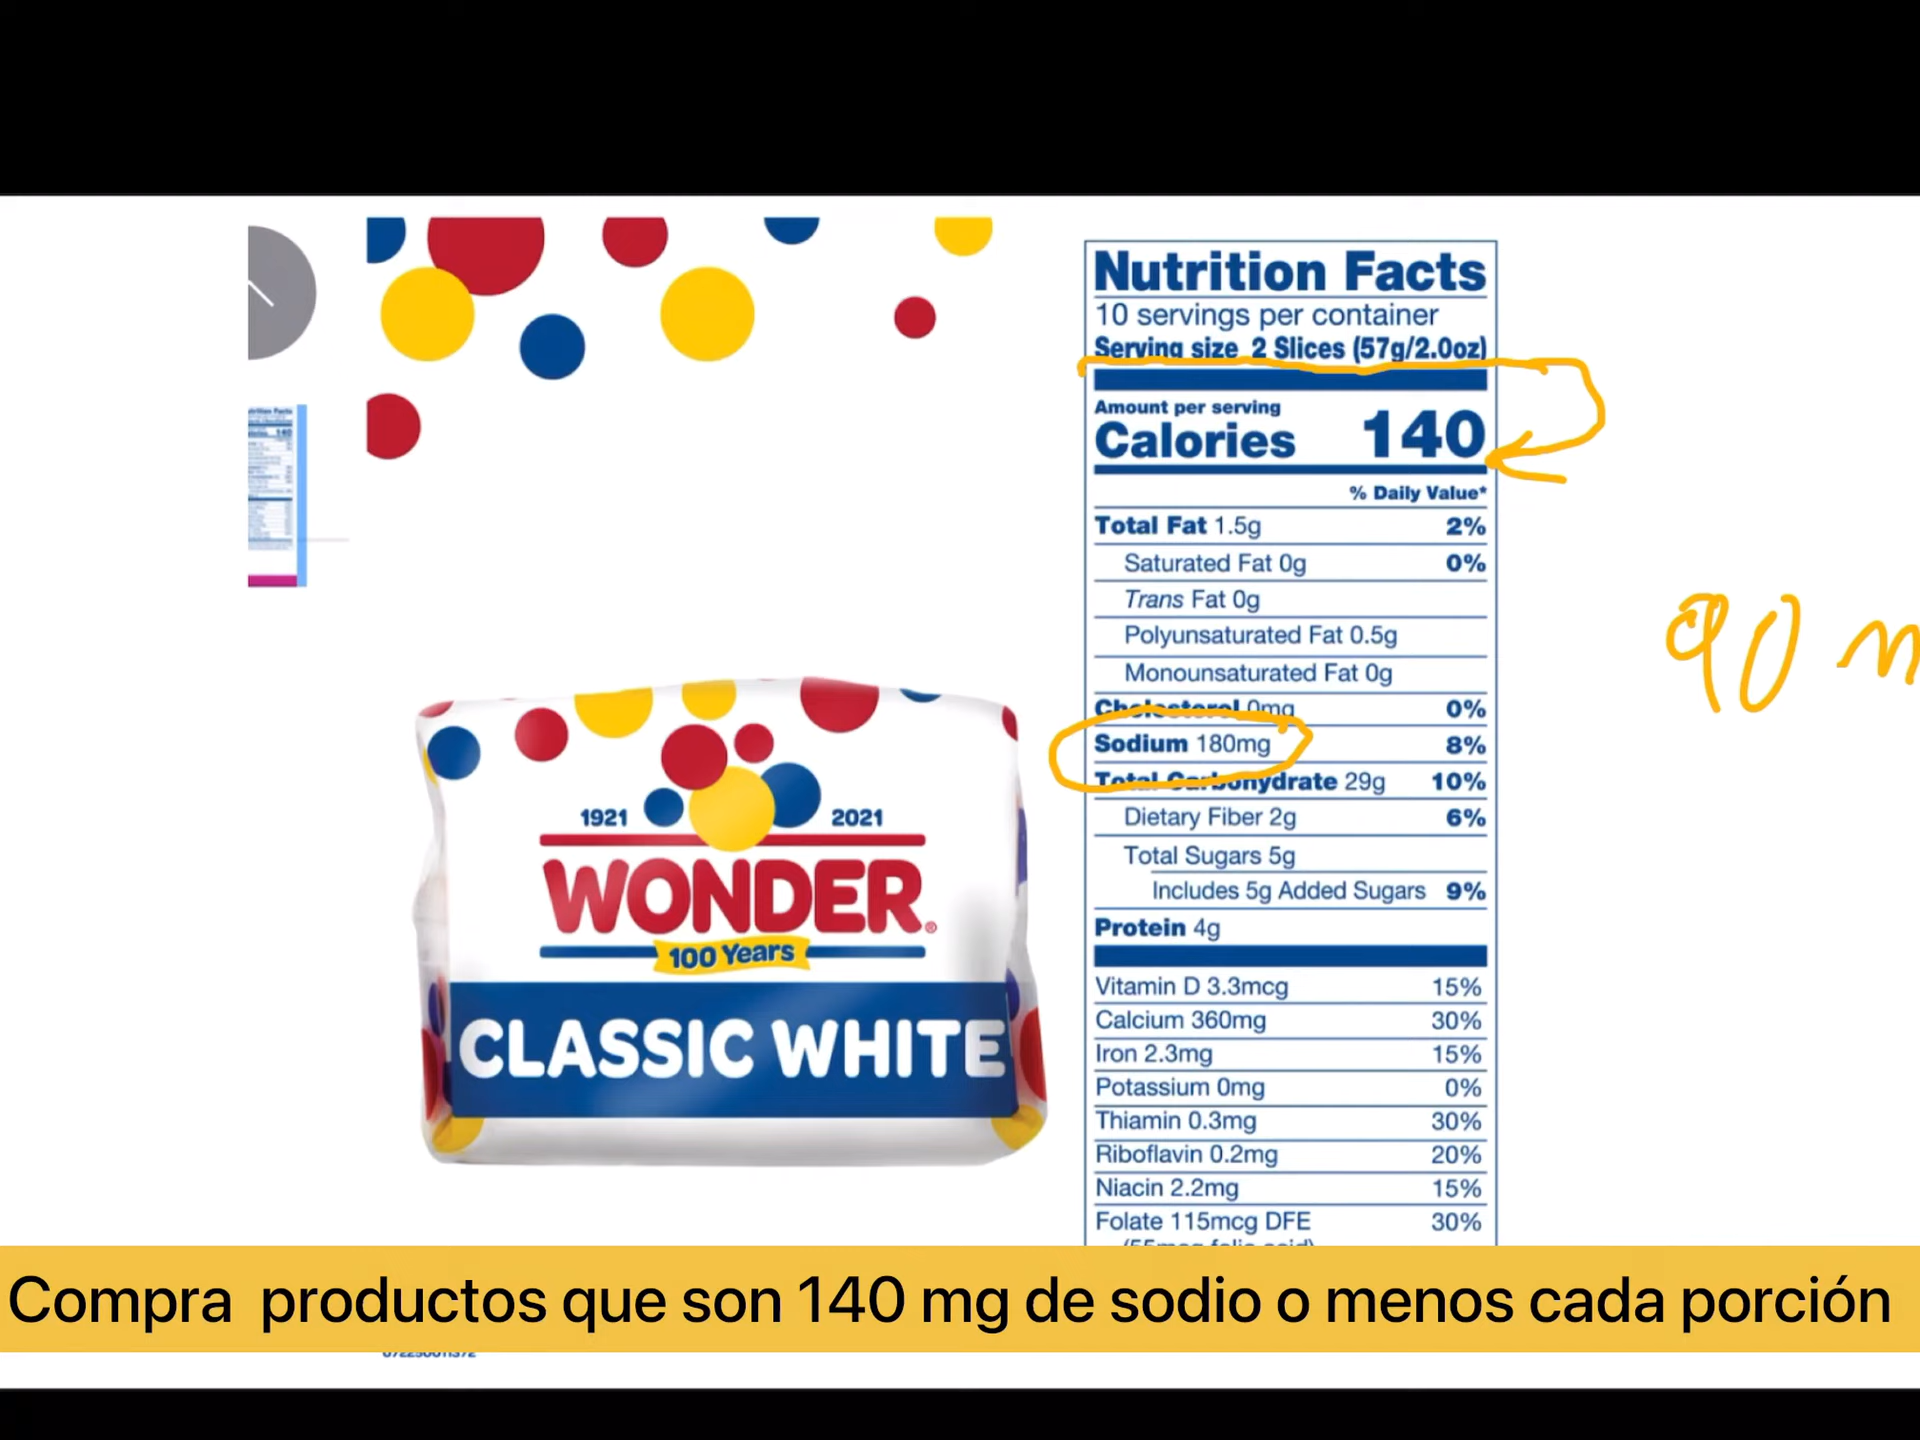 Nutrition Facts
10 servings per container
Serving size 2 Slices (57g/2.0oz)
Amount per serving
Calories 140
% Daily Value*
Total Fat 1.5g 2%
Saturated Fat 0g 0%
Trans Fat 0g
Polyunsaturated Fat 0.5g
Monounsaturated Fat 0g
Cholesterol 0mg 0%
Sodium 180mg 8%
Total Carbohydrate 29g 10%
Dietary Fiber 2g 6%
Total Sugars 5g
Includes 5g Added Sugars 9%
Protein 4g
Vitamin D 3.3mcg 15%
Calcium 360mg 30%
Iron 2.3mg 15%
Potassium 0mg 0%
Thiamin 0.3mg 30%
Riboflavin 0.2mg 20%
Niacin 2.2mg 15%
Folate 115mcg DFE 30%
90 m
1921 2021
WONDER®
100 Years
CLASSIC WHITE
Compra productos que son 140 mg de sodio o menos cada porción